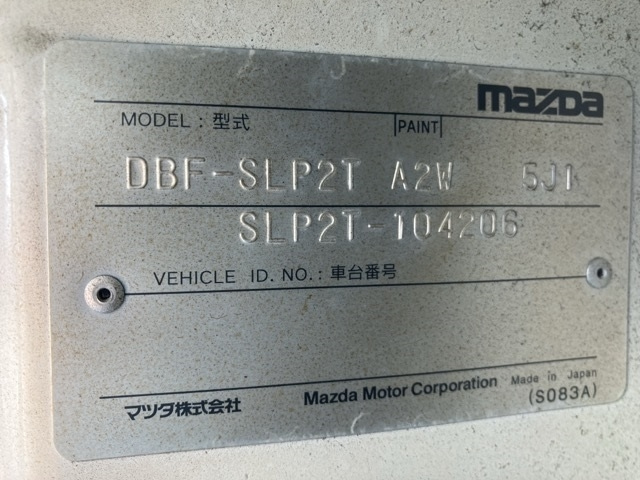 mazda
MODEL : 型式 PAINT
DBF-SLP2T A2W 5J1
SLP2T-104206
VEHICLE ID. NO. : 車台番号
マツダ株式会社 Mazda Motor Corporation Made in Japan
(S083A)